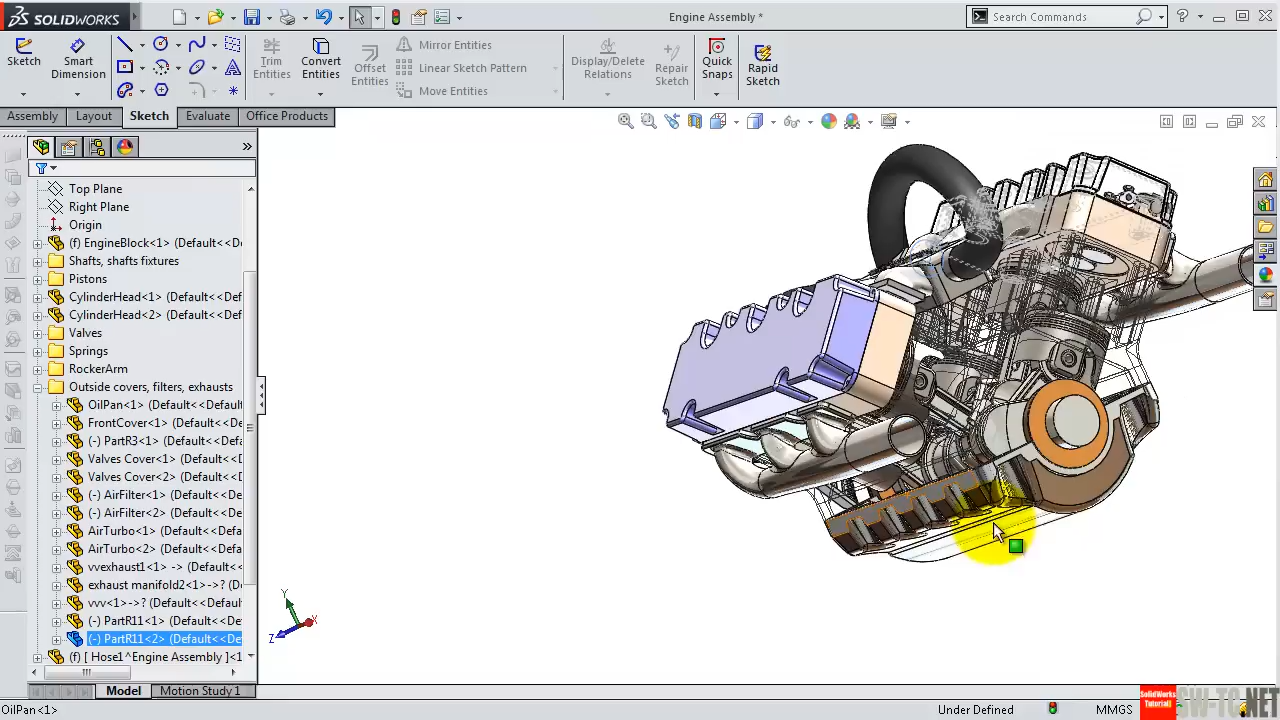 SOLIDWORKS
Engine Assembly *
Search Commands
Sketch
Smart Dimension
Trim Entities
Convert Entities
Offset Entities
Mirror Entities
Linear Sketch Pattern
Move Entities
Display/Delete Relations
Repair Sketch
Quick Snaps
Rapid Sketch
Assembly
Layout
Sketch
Evaluate
Office Products
Top Plane
Right Plane
Origin
(f) EngineBlock<1> (Default<<De
Shafts, shafts fixtures
Pistons
CylinderHead<1> (Default<<Def
CylinderHead<2> (Default<<Def
Valves
Springs
RockerArm
Outside covers, filters, exhausts
OilPan<1> (Default<<Default
FrontCover<1> (Default<<De
(-) PartR3<1> (Default<<Def
Valves Cover<1> (Default<<
Valves Cover<2> (Default<<
(-) AirFilter<1> (Default<<D
(-) AirFilter<2> (Default<<D
AirTurbo<1> (Default<<Defa
AirTurbo<2> (Default<<Defa
vvexhaust1<1> -> (Default<
exhaust manifold2<1>->? (D
vvv<1>->? (Default<<Defaul
(-) PartR11<1> (Default<<De
(-) PartR11<2> (Default<<De
(f) [ Hose1^Engine Assembly ]<1
Model
Motion Study 1
OilPan<1>
Under Defined
MMGS
SolidWorks
Tutorial
SW-TC.NET
Y
X
Z